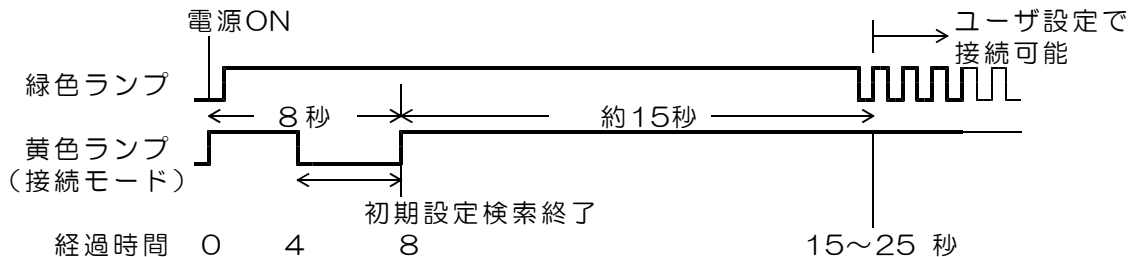 電源ON
ユーザ設定で
接続可能
緑色ランプ
8秒
約15秒
黄色ランプ
（接続モード）
初期設定検索終了
経過時間 0 4 8 15～25 秒